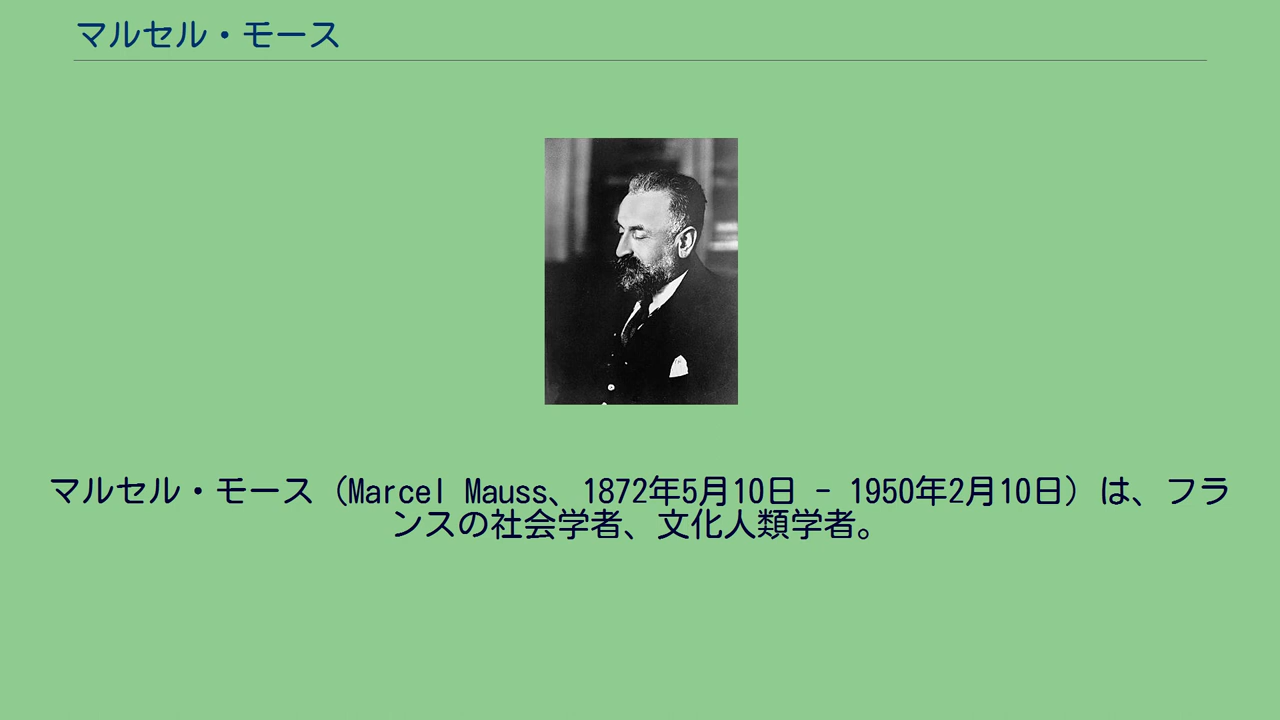 マルセル・モース
マルセル・モース（Marcel Mauss、1872年5月10日 - 1950年2月10日）は、フラ
ンスの社会学者、文化人類学者。